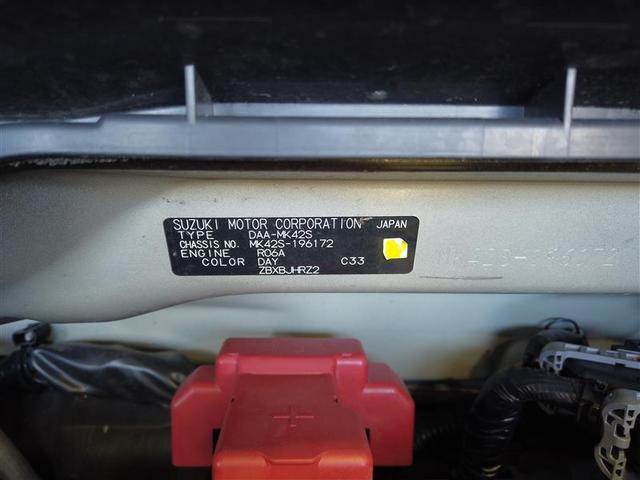 SUZUKI MOTOR CORPORATION JAPAN
TYPE DAA-MK42S
CHASSIS NO. MK42S-196172
ENGINE R06A
COLOR DAY C33
ZBXBJHRZ2